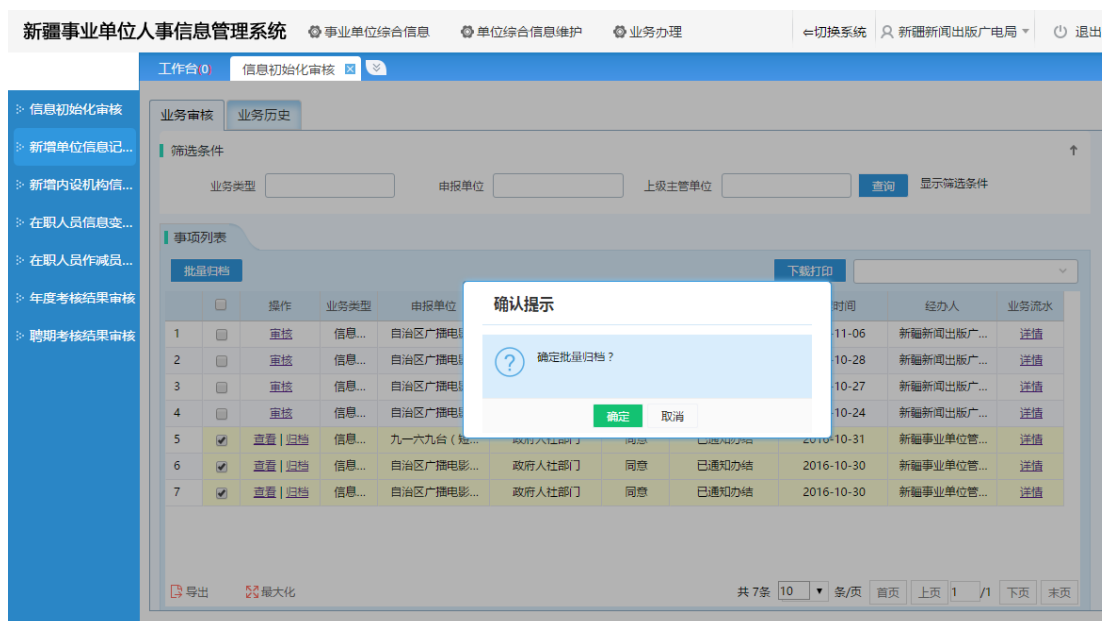 新疆事业单位人事信息管理系统 事业单位综合信息 单位综合信息维护 业务办理 ⇐切换系统 新疆新闻出版广电局 退出
工作台(0) 信息初始化审核
信息初始化审核
新增单位信息记...
新增内设机构信...
在职人员信息变...
在职人员作减员...
年度考核结果审核
聘期考核结果审核
业务审核 业务历史
筛选条件
业务类型 申报单位 上级主管单位 查询 显示筛选条件
事项列表
批量归档 下载打印
操作 业务类型 申报单位 时间 经办人 业务流水
1 审核 信息... 自治区广播电 -11-06 新疆新闻出版广... 详情
2 审核 信息... 自治区广播电 -10-28 新疆新闻出版广... 详情
3 审核 信息... 自治区广播电 -10-27 新疆新闻出版广... 详情
4 审核 信息... 自治区广播电 -10-24 新疆新闻出版广... 详情
5 查看 | 归档 信息... 九一六九台（短... 政府人社部门 同意 已通知办结 2016-10-31 新疆事业单位管... 详情
6 查看 | 归档 信息... 自治区广播电影... 政府人社部门 同意 已通知办结 2016-10-30 新疆事业单位管... 详情
7 查看 | 归档 信息... 自治区广播电影... 政府人社部门 同意 已通知办结 2016-10-30 新疆事业单位管... 详情
确认提示
确定批量归档？
确定 取消
导出 最大化 共 7条 10 条/页 首页 上页 1 /1 下页 末页